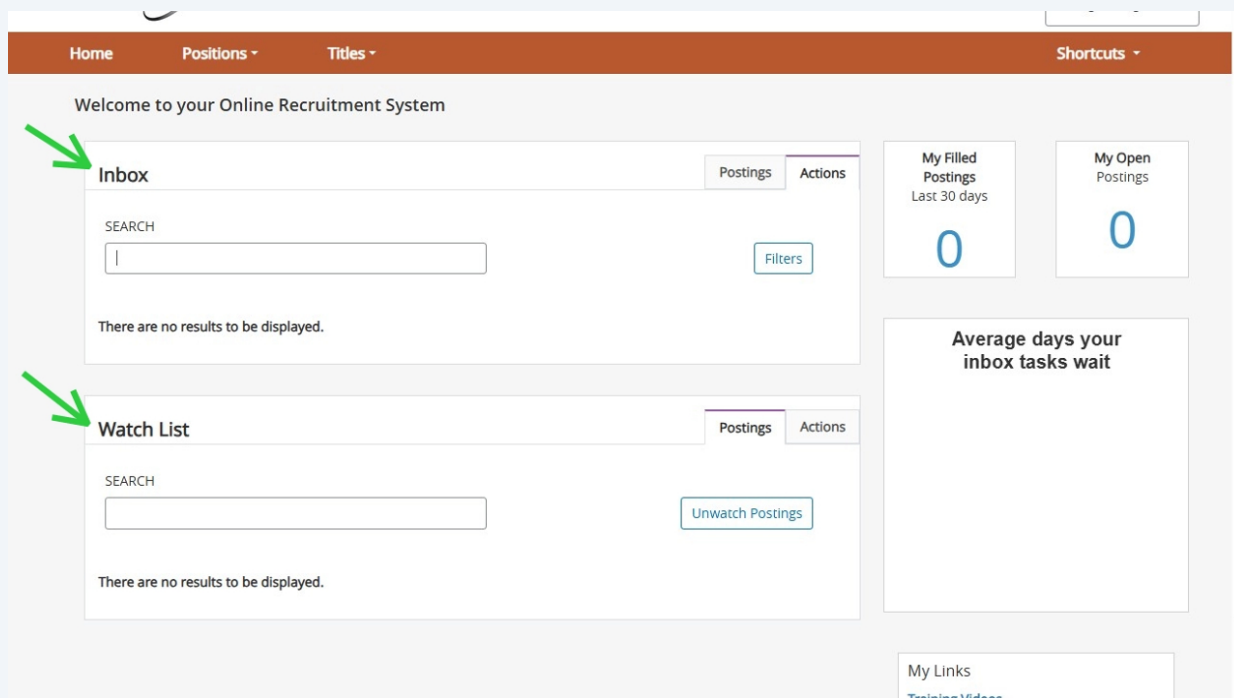 Home Positions Titles Shortcuts
Welcome to your Online Recruitment System
Inbox
Postings Actions
SEARCH
Filters
There are no results to be displayed.
Watch List
Postings Actions
SEARCH
Unwatch Postings
There are no results to be displayed.
My Filled
Postings
Last 30 days
0
My Open
Postings
0
Average days your
inbox tasks wait
My Links
Training Videos